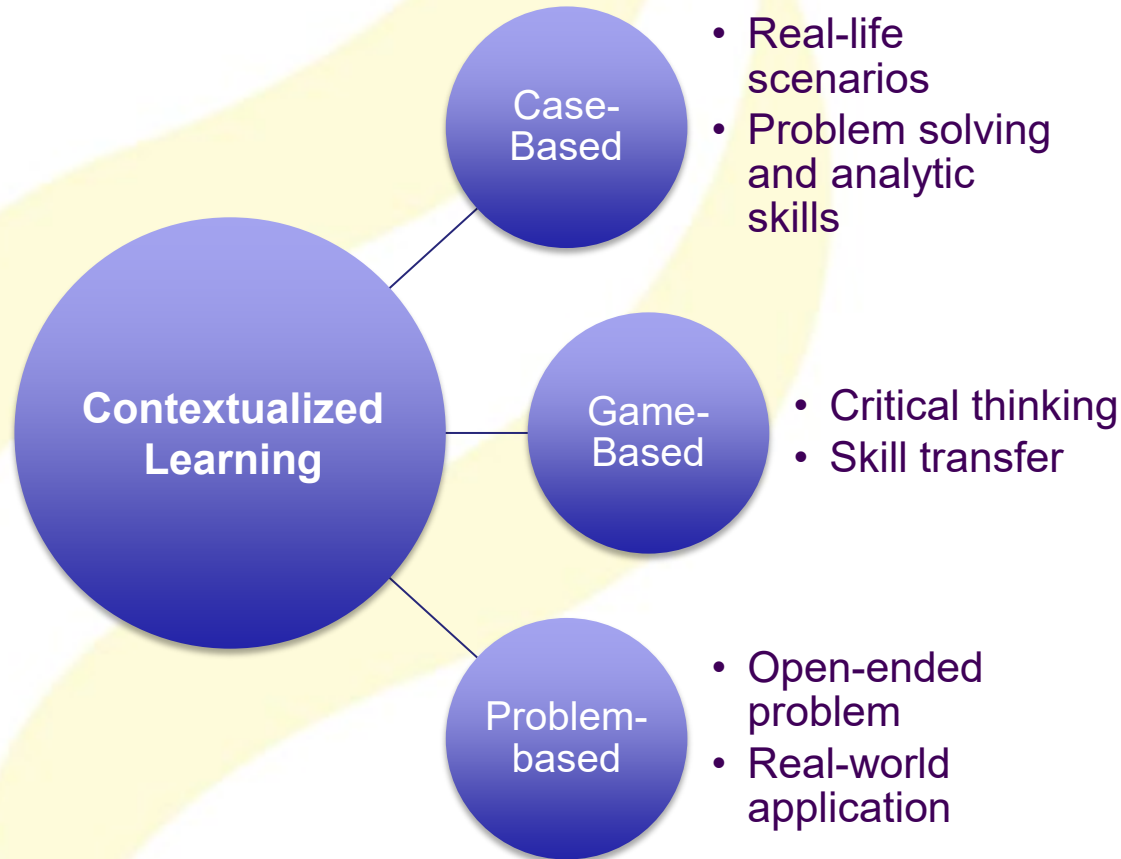 Contextualized
Learning
Case-
Based
• Real-life
scenarios
• Problem solving
and analytic
skills
Game-
Based
• Critical thinking
• Skill transfer
Problem-
based
• Open-ended
problem
• Real-world
application